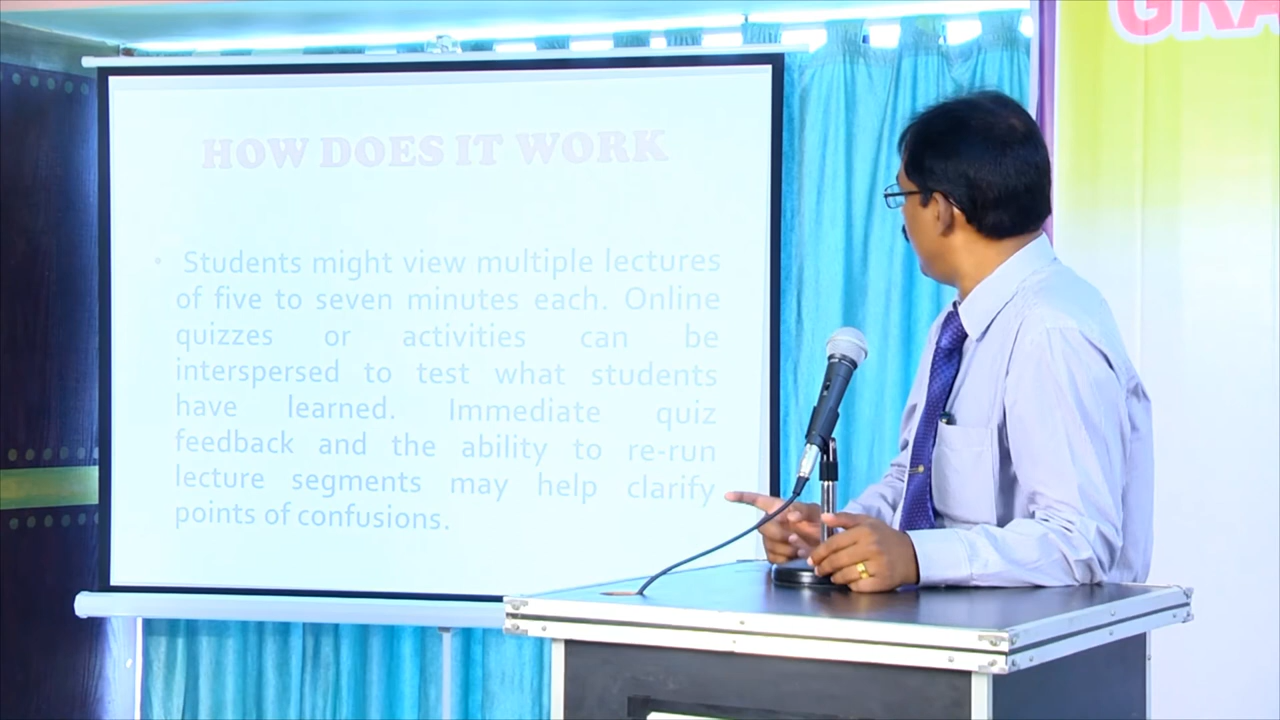 GRA
HOW DOES IT WORK
• Students might view multiple lectures
of five to seven minutes each. Online
quizzes or activities can be
interspersed to test what students
have learned. Immediate quiz
feedback and the ability to re-run
lecture segments may help clarify
points of confusions.